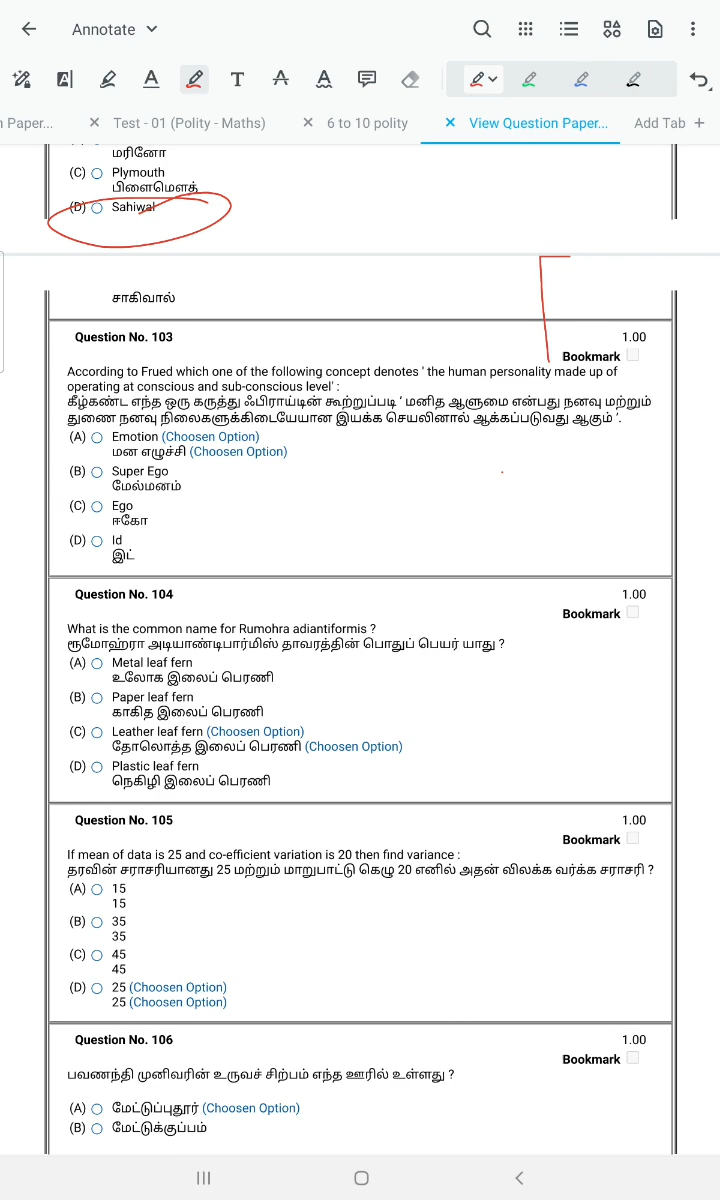 Annotate
n Paper...
Test - 01 (Polity - Maths)
6 to 10 polity
View Question Paper...
Add Tab +
மரினோ
(C) Plymouth
பிளைமௌத்
(D) Sahiwal
சாகிவால்
Question No. 103
1.00
Bookmark
According to Frued which one of the following concept denotes ' the human personality made up of
operating at conscious and sub-conscious level' :
கீழ்கண்ட எந்த ஒரு கருத்து ஃபிராய்டின் கூற்றுப்படி ‘ மனித ஆளுமை என்பது நனவு மற்றும்
துணை நனவு நிலைகளுக்கிடையேயான இயக்க செயலினால் ஆக்கப்படுவது ஆகும் ’.
(A) Emotion (Choosen Option)
மன எழுச்சி (Choosen Option)
(B) Super Ego
மேல்மனம்
(C) Ego
ஈகோ
(D) Id
இட்
Question No. 104
1.00
Bookmark
What is the common name for Rumohra adiantiformis ?
ரூமோஹ்ரா அடியாண்டிபார்மிஸ் தாவரத்தின் பொதுப் பெயர் யாது ?
(A) Metal leaf fern
உலோக இலைப் பெரணி
(B) Paper leaf fern
காகித இலைப் பெரணி
(C) Leather leaf fern (Choosen Option)
தோலொத்த இலைப் பெரணி (Choosen Option)
(D) Plastic leaf fern
நெகிழி இலைப் பெரணி
Question No. 105
1.00
Bookmark
If mean of data is 25 and co-efficient variation is 20 then find variance :
தரவின் சராசரியானது 25 மற்றும் மாறுபாட்டு கெழு 20 எனில் அதன் விலக்க வர்க்க சராசரி ?
(A) 15
15
(B) 35
35
(C) 45
45
(D) 25 (Choosen Option)
25 (Choosen Option)
Question No. 106
1.00
Bookmark
பவணந்தி முனிவரின் உருவச் சிற்பம் எந்த ஊரில் உள்ளது ?
(A) மேட்டுப்புதூர் (Choosen Option)
(B) மேட்டுக்குப்பம்